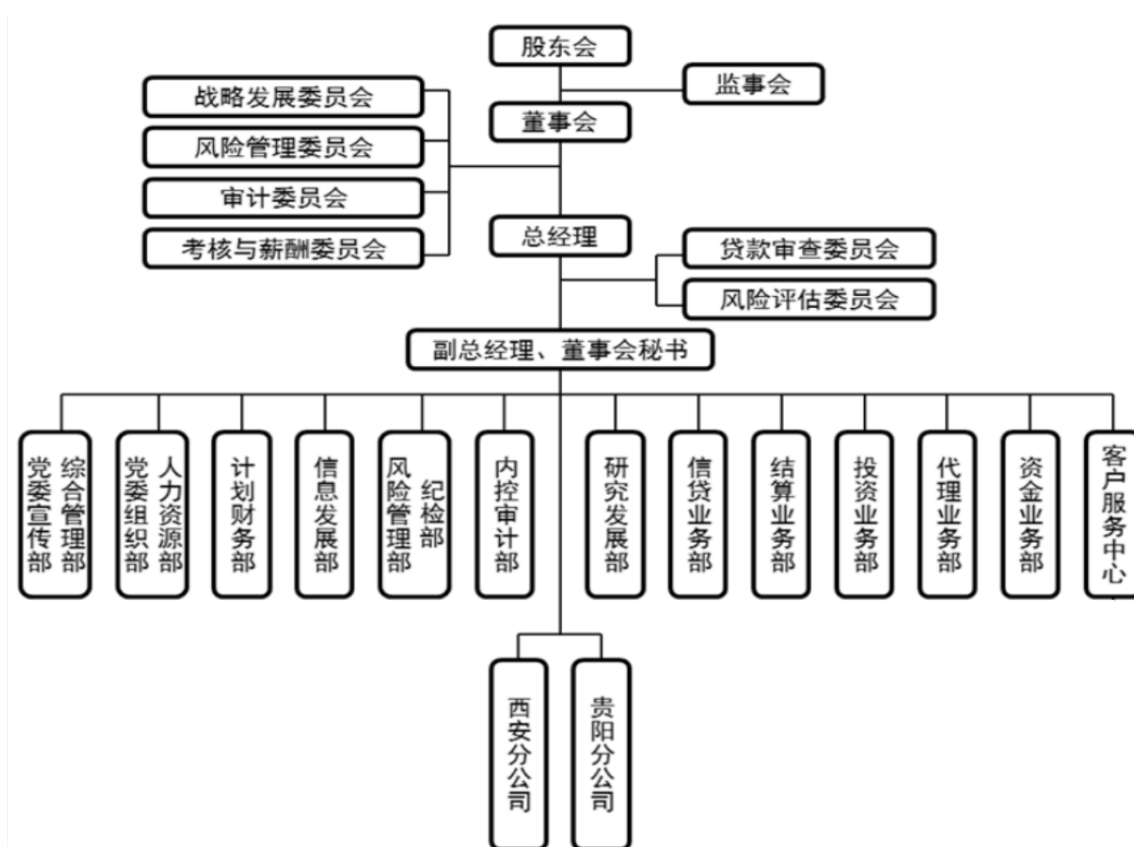 股东会
监事会
战略发展委员会
董事会
风险管理委员会
审计委员会
总经理
考核与薪酬委员会
贷款审查委员会
风险评估委员会
副总经理、董事会秘书
党委宣传部
综合管理部
党委组织部
人力资源部
计划财务部
信息发展部
风险管理部
纪检部
内控审计部
研究发展部
信贷业务部
结算业务部
投资业务部
代理业务部
资金业务部
客户服务中心
西安分公司
贵阳分公司